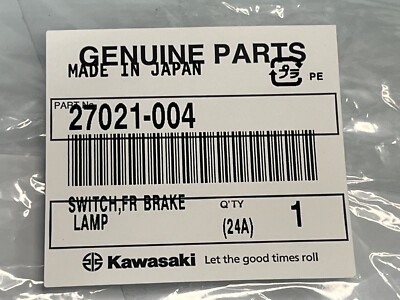 GENUINE PARTS
MADE IN JAPAN
プラ PE
PART No.
27021-004
SWITCH,FR BRAKE
LAMP
Q'TY
(24A) 1
Kawasaki Let the good times roll